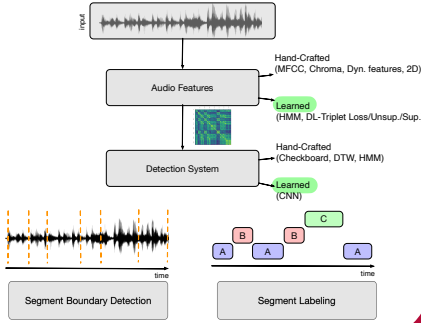 input
Hand-Crafted
(MFCC, Chroma, Dyn. features, 2D)
Audio Features
Learned
(HMM, DL-Triplet Loss/Unsup./Sup.
Hand-Crafted
(Checkboard, DTW, HMM)
Detection System
Learned
(CNN)
C
B
B
A
A
A
time
time
Segment Boundary Detection
Segment Labeling